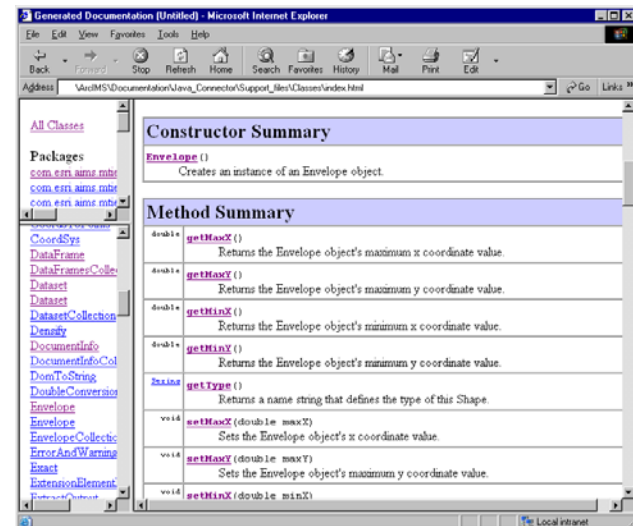 Generated Documentation (Untitled) - Microsoft Internet Explorer
File Edit View Favorites Tools Help
Back Forward Stop Refresh Home Search Favorites History Mail Print Edit
Address \ArcIMS\Documentation\Java_Connector\Support_files\Classes\index.html Go Links »
All Classes
Packages
com.esri.aims.mtie
com.esri.aims.mtie
com.esri.aims.mtie
CoordSys
DataFrame
DataFramesCollec
Dataset
Dataset
DatasetCollection
Densify
DocumentInfo
DocumentInfoCol
DomToString
DoubleConversion
Envelope
Envelope
EnvelopeCollectic
ErrorAndWarning
Exact
ExtensionElement
ExtractOutput
Constructor Summary
Envelope()
Creates an instance of an Envelope object.
Method Summary
double getMaxX()
Returns the Envelope object's maximum x coordinate value.
double getMaxY()
Returns the Envelope object's maximum y coordinate value.
double getMinX()
Returns the Envelope object's minimum x coordinate value.
double getMinY()
Returns the Envelope object's minimum y coordinate value.
String getType()
Returns a name string that defines the type of this Shape.
void setMaxX(double maxX)
Sets the Envelope object's x coordinate value.
void setMaxY(double maxY)
Sets the Envelope object's maximum y coordinate value.
void setMinX(double minX)
Local intranet